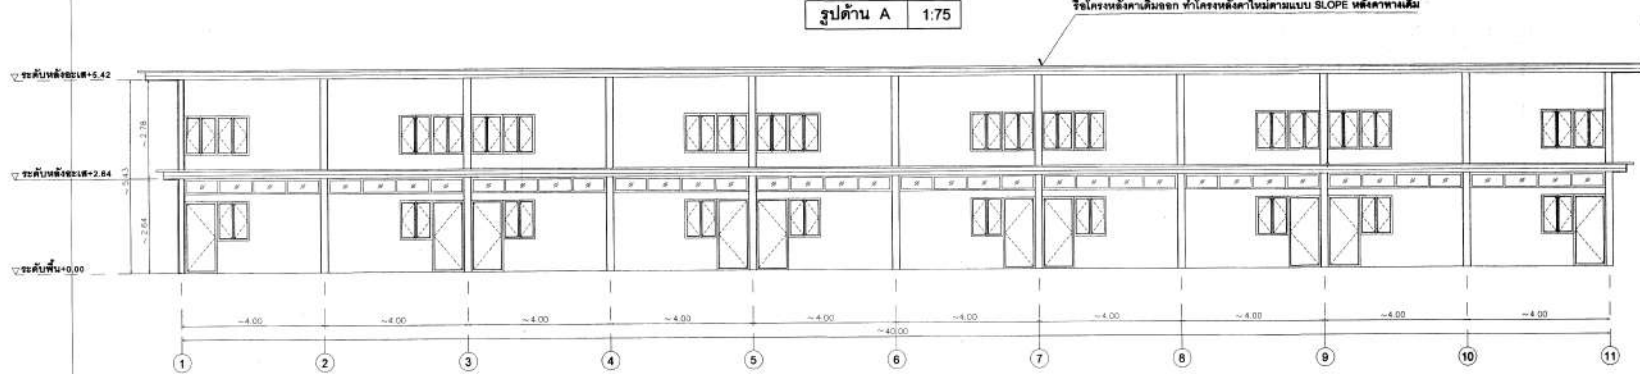 รูปด้าน A 1:75
รื้อโครงหลังคาเดิมออก ทำโครงหลังคาใหม่ตามแบบ SLOPE หลังคาทางเดิม
ระดับหลังอะเส+5.42
~2.78
ระดับหลังอะเส+2.64
~5.43
~2.64
ระดับพื้น+0.00
~4.00 ~4.00 ~4.00 ~4.00 ~4.00 ~4.00 ~4.00 ~4.00 ~4.00 ~4.00
~40.00
1 2 3 4 5 6 7 8 9 10 11